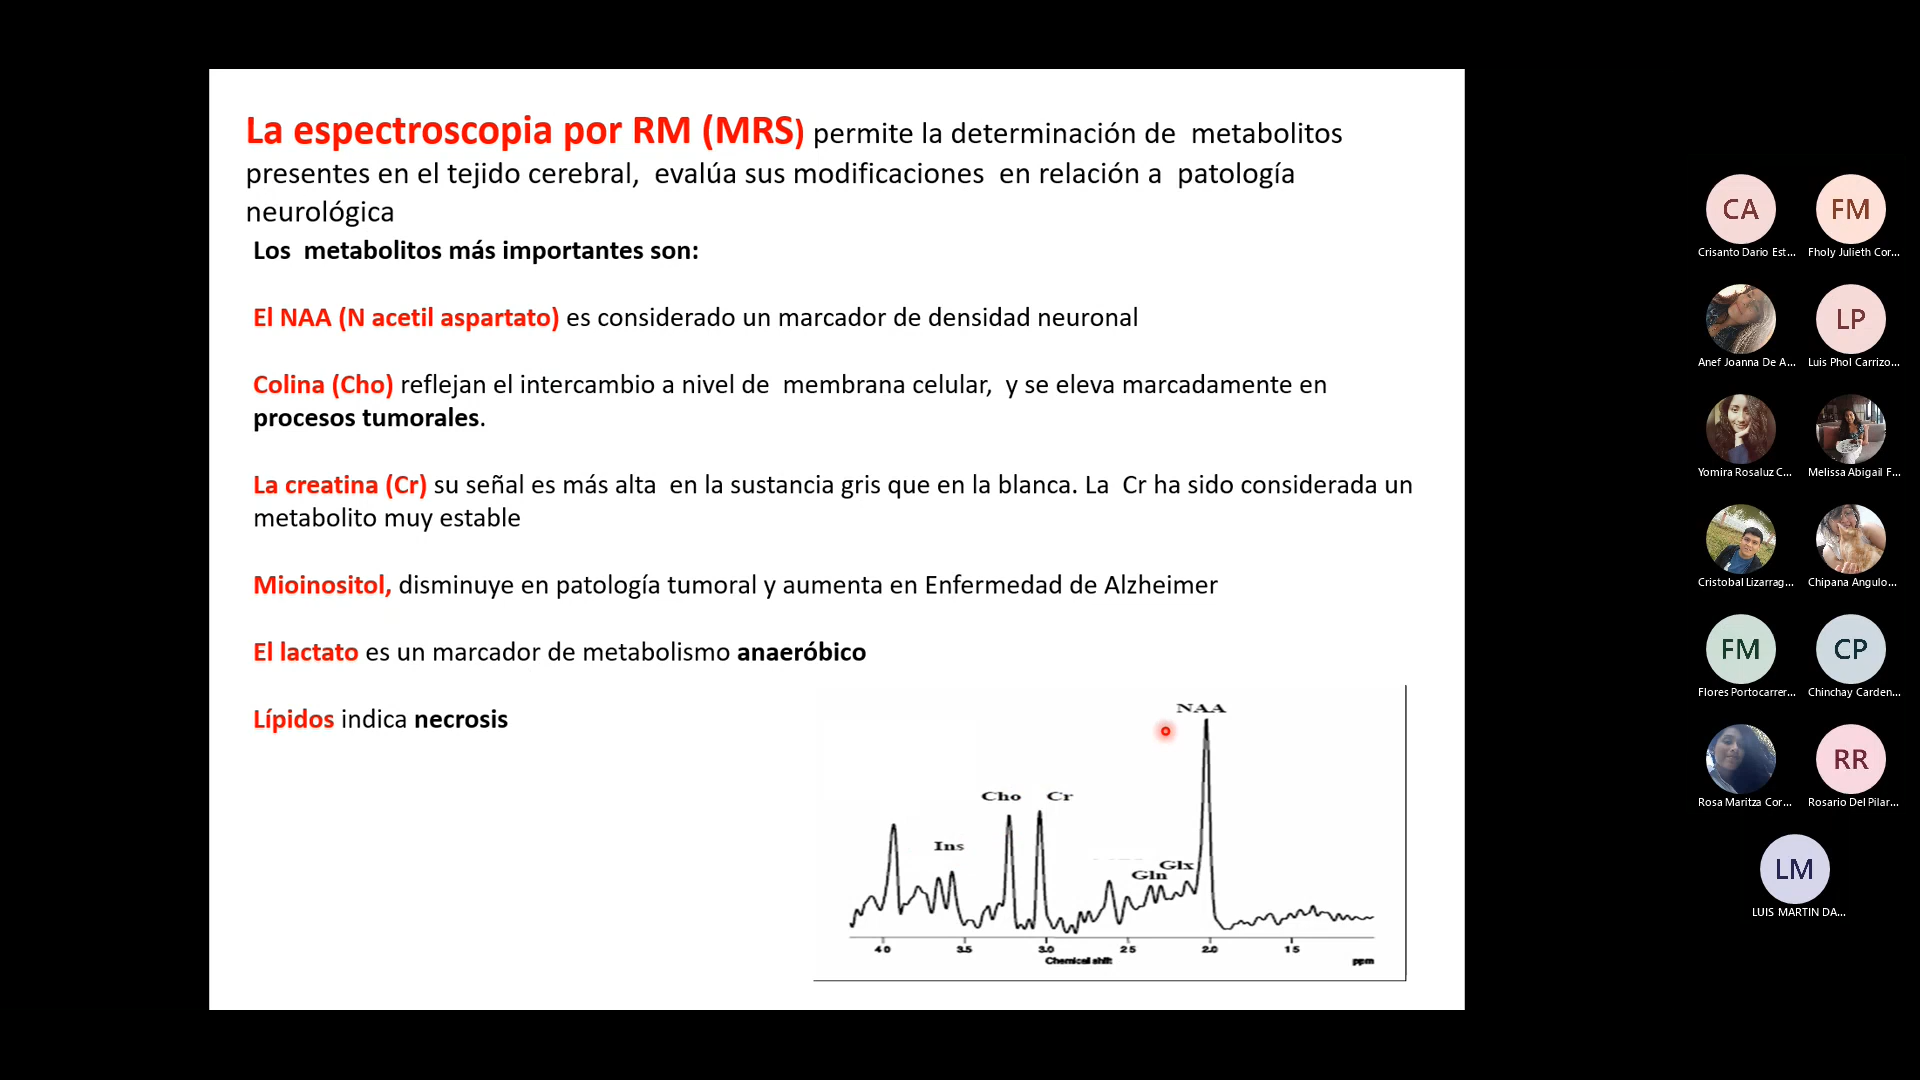 La espectroscopia por RM (MRS) permite la determinación de metabolitos
presentes en el tejido cerebral, evalúa sus modificaciones en relación a patología
neurológica
Los metabolitos más importantes son:
El NAA (N acetil aspartato) es considerado un marcador de densidad neuronal
Colina (Cho) reflejan el intercambio a nivel de membrana celular, y se eleva marcadamente en
procesos tumorales.
La creatina (Cr) su señal es más alta en la sustancia gris que en la blanca. La Cr ha sido considerada un
metabolito muy estable
Mioinositol, disminuye en patología tumoral y aumenta en Enfermedad de Alzheimer
El lactato es un marcador de metabolismo anaeróbico
Lípidos indica necrosis
NAA
Cho Cr
Ins
Glx
Gln
4 0 3.5 3.0 2 5 2.0 1 5
Chemical shift ppm
CA FM
Crisanto Dario Est... Fholy Julieth Cor...
LP
Anef Joanna De A... Luis Phol Carrizo...
Yomira Rosaluz C... Melissa Abigail F...
Cristobal Lizarrag... Chipana Angulo...
FM CP
Flores Portocarrer... Chinchay Carden...
RR
Rosa Maritza Cor... Rosario Del Pilar...
LM
LUIS MARTIN DA...